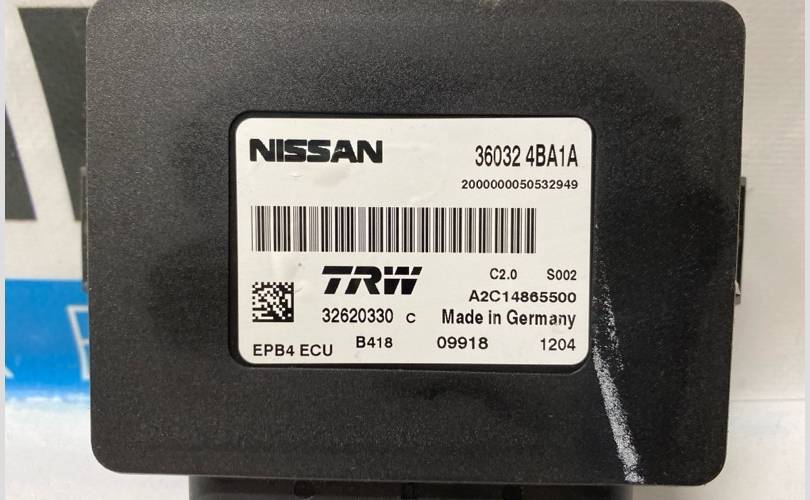 NISSAN 36032 4BA1A
2000000050532949
TRW C2.0 S002
A2C14865500
32620330 C Made in Germany
EPB4 ECU B418 09918 1204